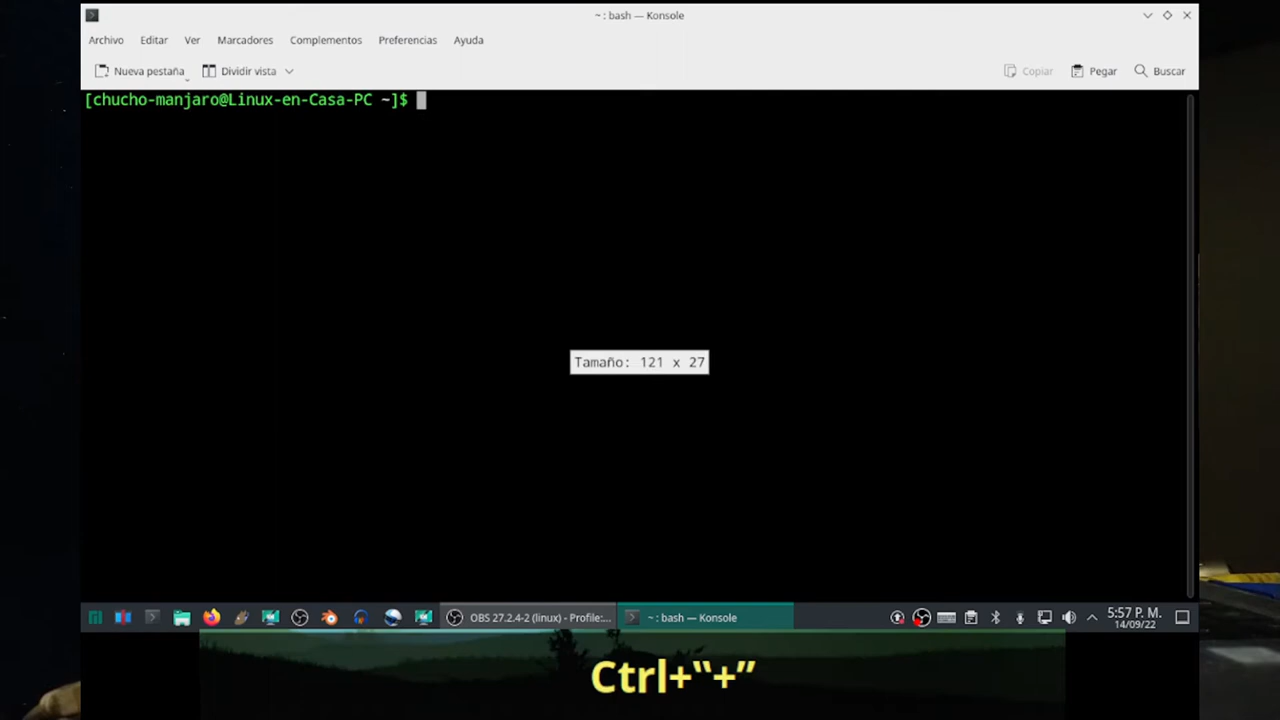 ~ : bash — Konsole
Archivo Editar Ver Marcadores Complementos Preferencias Ayuda
Nueva pestaña Dividir vista Copiar Pegar Buscar
[chucho-manjaro@Linux-en-Casa-PC ~]$
Tamaño: 121 x 27
OBS 27.2.4-2 (linux) - Profile:... ~ : bash — Konsole 5:57 P. M.
14/09/22
Ctrl+“+”